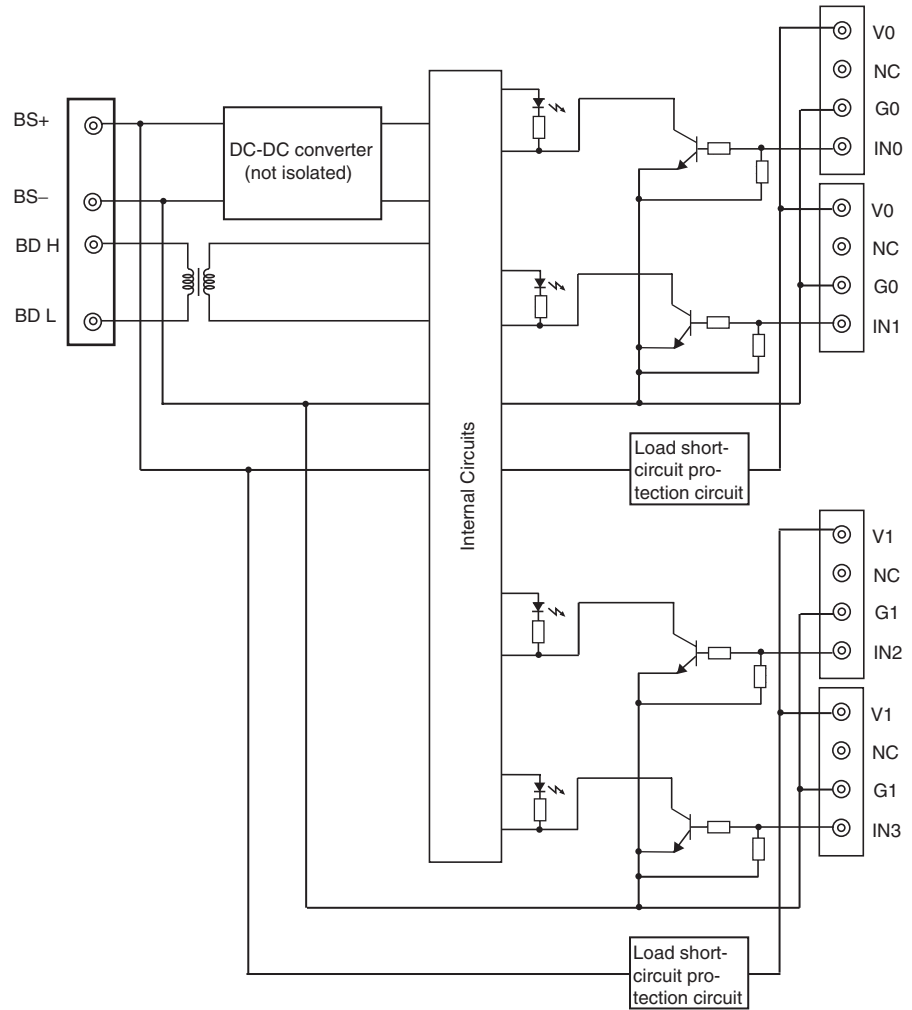 BS+
BS–
BD H
BD L
DC-DC converter
(not isolated)
Internal Circuits
V0
NC
G0
IN0
V0
NC
G0
IN1
Load short-
circuit pro-
tection circuit
V1
NC
G1
IN2
V1
NC
G1
IN3
Load short-
circuit pro-
tection circuit